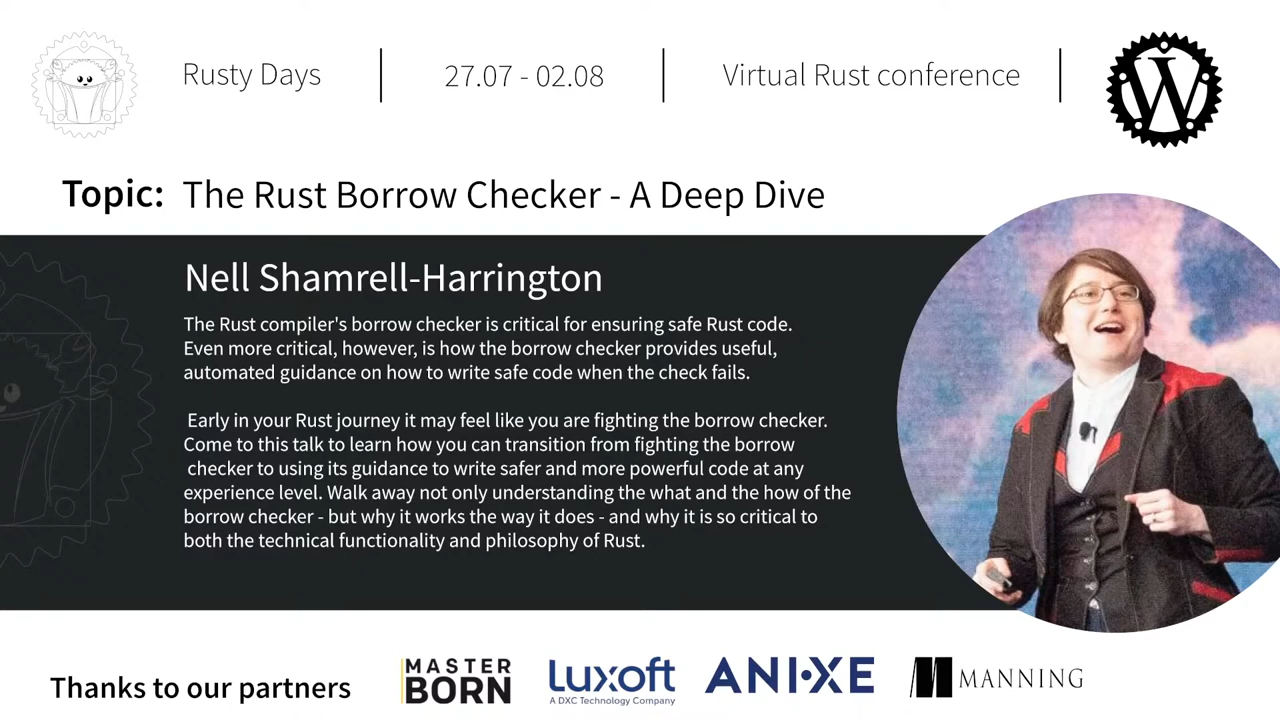 Rusty Days
27.07 - 02.08
Virtual Rust conference
W
Topic: The Rust Borrow Checker - A Deep Dive
Nell Shamrell-Harrington
The Rust compiler's borrow checker is critical for ensuring safe Rust code.
Even more critical, however, is how the borrow checker provides useful,
automated guidance on how to write safe code when the check fails.
Early in your Rust journey it may feel like you are fighting the borrow checker.
Come to this talk to learn how you can transition from fighting the borrow
checker to using its guidance to write safer and more powerful code at any
experience level. Walk away not only understanding the what and the how of the
borrow checker - but why it works the way it does - and why it is so critical to
both the technical functionality and philosophy of Rust.
Thanks to our partners
MASTER
BORN
Luxoft
A DXC Technology Company
ANIXE
MANNING